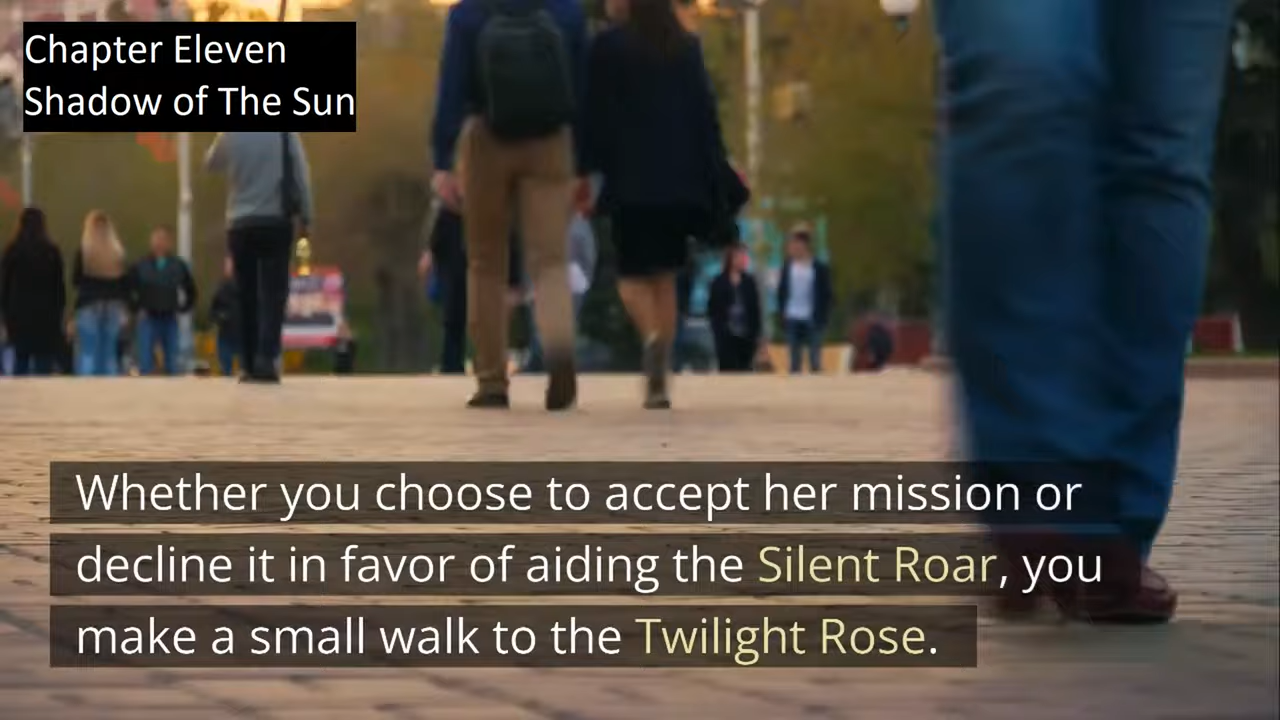 Chapter Eleven
Shadow of The Sun
Whether you choose to accept her mission or
decline it in favor of aiding the Silent Roar, you
make a small walk to the Twilight Rose.